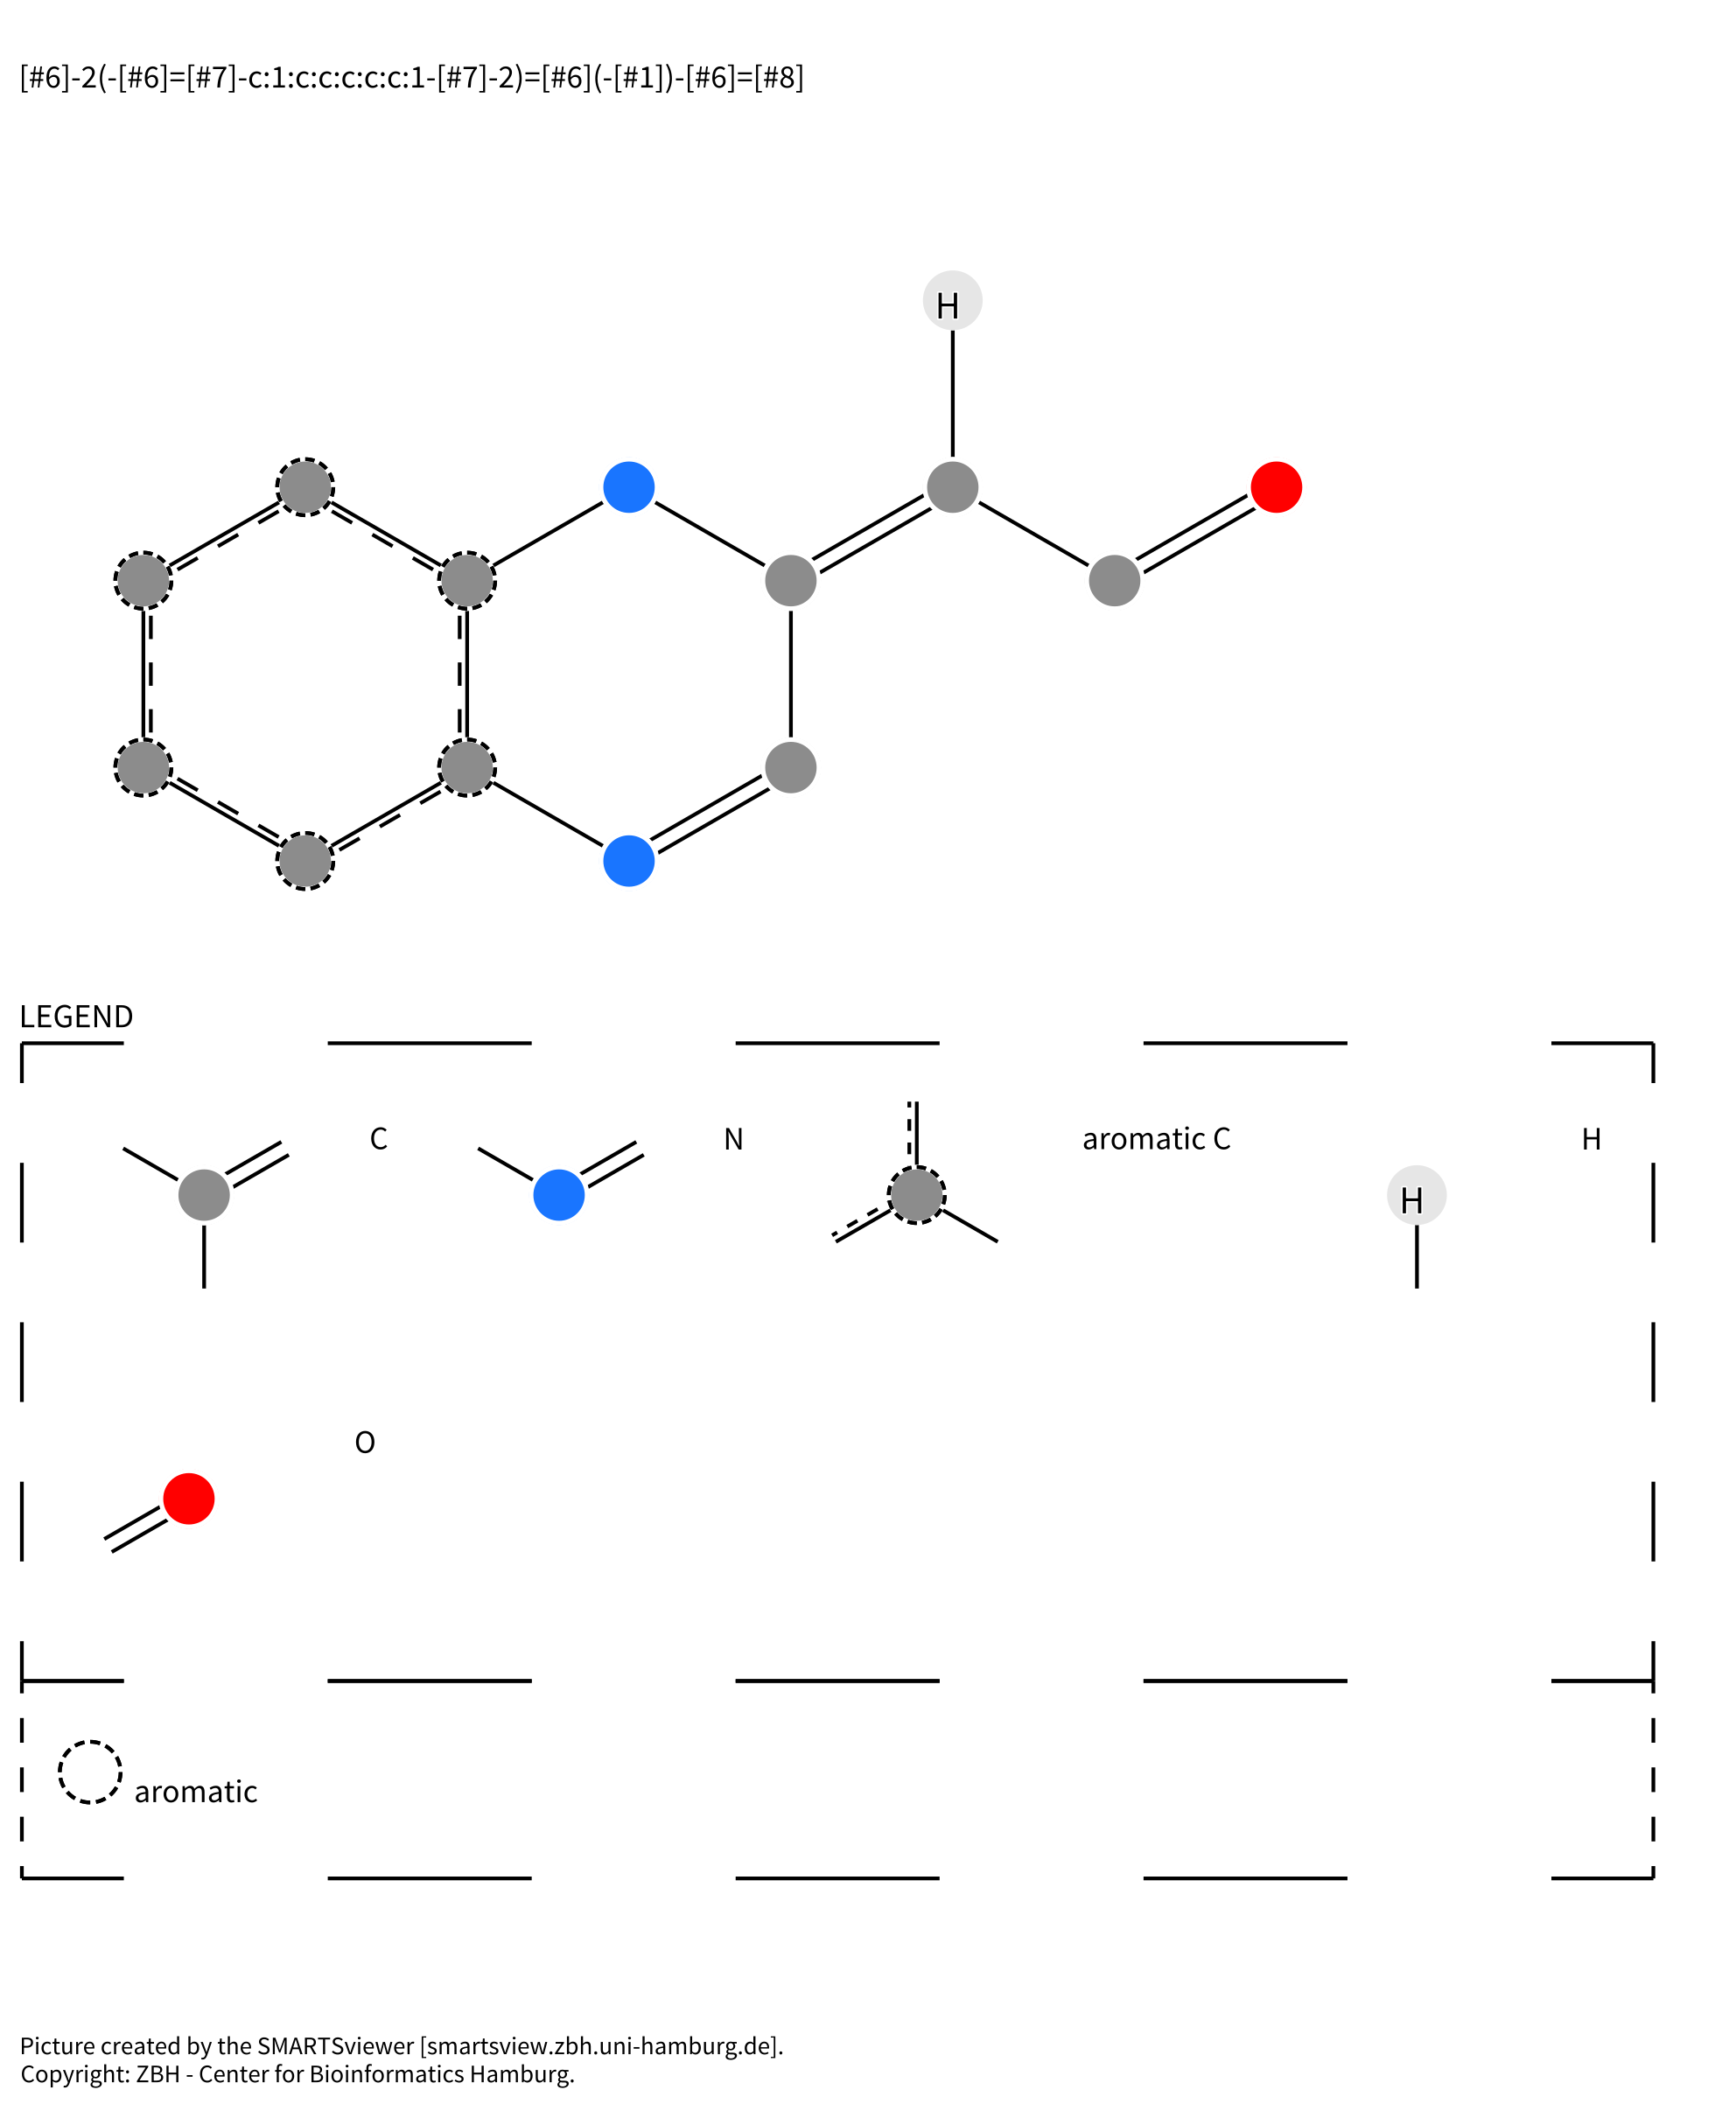 [#6]-2(-[#6]=[#7]-c:1:c:c:c:c:c:1-[#7]-2)=[#6](-[#1])-[#6]=[#8]
H
LEGEND
C
N
aromatic C
H
H
O
aromatic
Picture created by the SMARTSviewer [smartsview.zbh.uni-hamburg.de].
Copyright: ZBH - Center for Bioinformatics Hamburg.